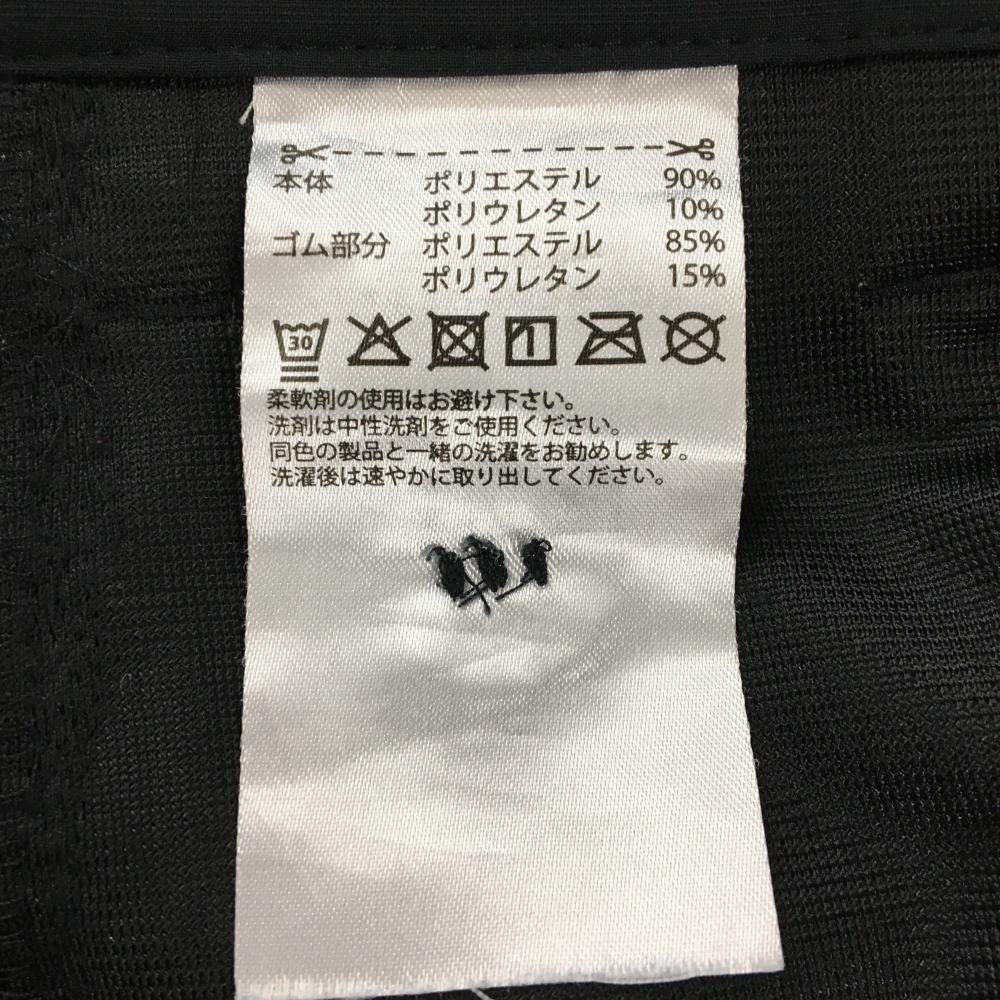 本体 ポリエステル 90%
ポリウレタン 10%
ゴム部分 ポリエステル 85%
ポリウレタン 15%
30
柔軟剤の使用はお避け下さい。
洗剤は中性洗剤をご使用ください。
同色の製品と一緒の洗濯をお勧めします。
洗濯後は速やかに取り出してください。